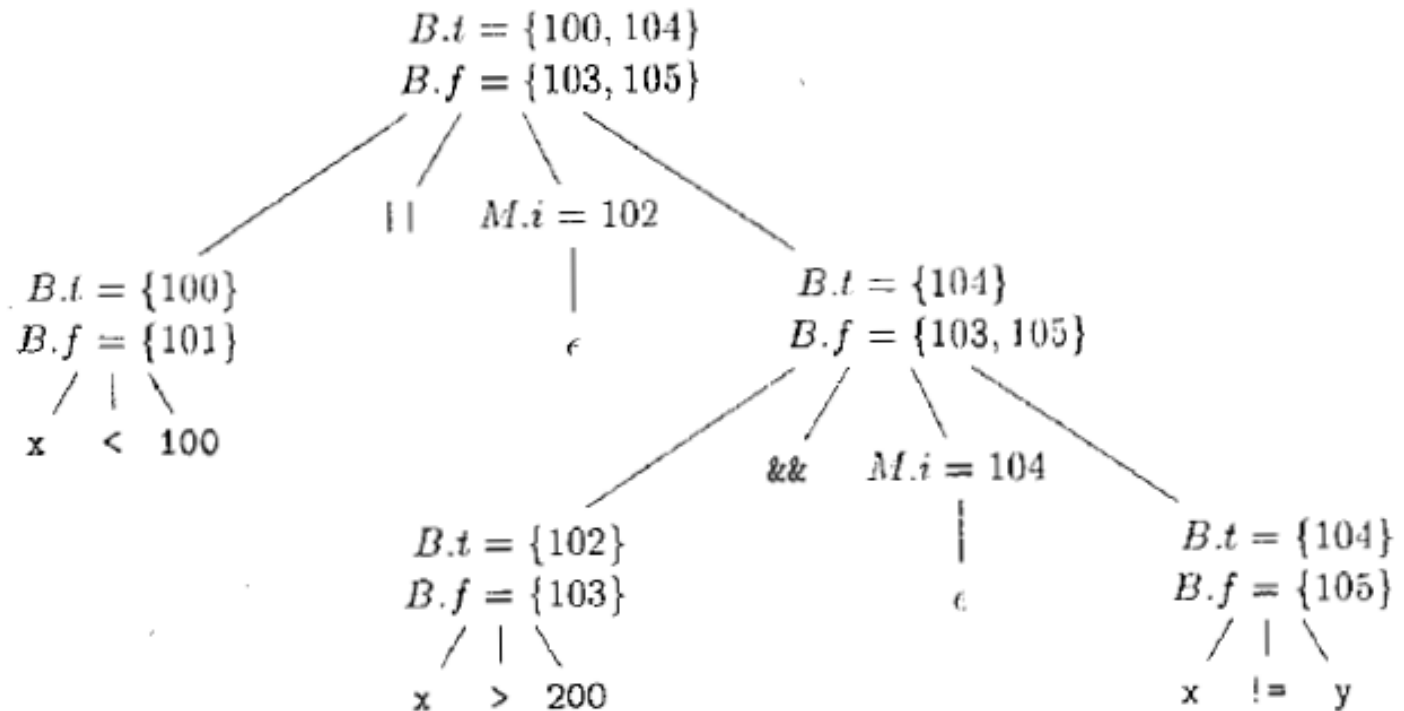 B.t = {100, 104}
B.f = {103, 105}
|| M.i = 102
B.t = {100}
B.f = {101}
ϵ
B.t = {104}
B.f = {103, 105}
x < 100
&& M.i = 104
B.t = {102}
B.f = {103}
ϵ
B.t = {104}
B.f = {105}
x > 200
x != y